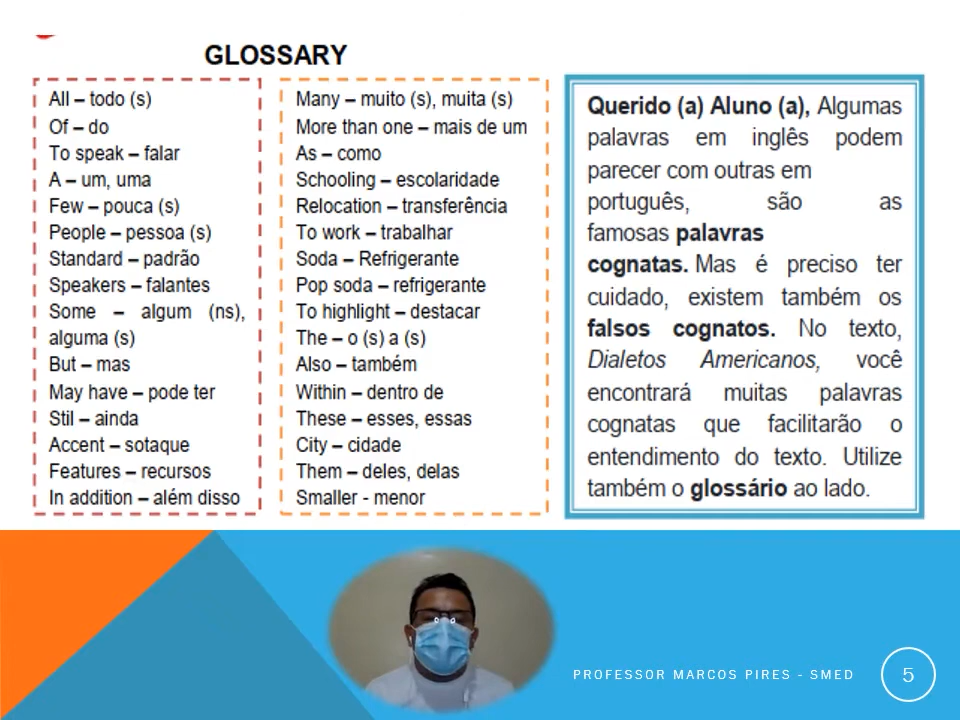 GLOSSARY
All – todo (s)
Of – do
To speak – falar
A – um, uma
Few – pouca (s)
People – pessoa (s)
Standard – padrão
Speakers – falantes
Some – algum (ns),
alguma (s)
But – mas
May have – pode ter
Stil – ainda
Accent – sotaque
Features – recursos
In addition – além disso
Many – muito (s), muita (s)
More than one – mais de um
As – como
Schooling – escolaridade
Relocation – transferência
To work – trabalhar
Soda – Refrigerante
Pop soda – refrigerante
To highlight – destacar
The – o (s) a (s)
Also – também
Within – dentro de
These – esses, essas
City – cidade
Them – deles, delas
Smaller - menor
Querido (a) Aluno (a), Algumas
palavras em inglês podem
parecer com outras em
português, são as
famosas palavras
cognatas. Mas é preciso ter
cuidado, existem também os
falsos cognatos. No texto,
Dialetos Americanos, você
encontrará muitas palavras
cognatas que facilitarão o
entendimento do texto. Utilize
também o glossário ao lado.
PROFESSOR MARCOS PIRES - SMED
5